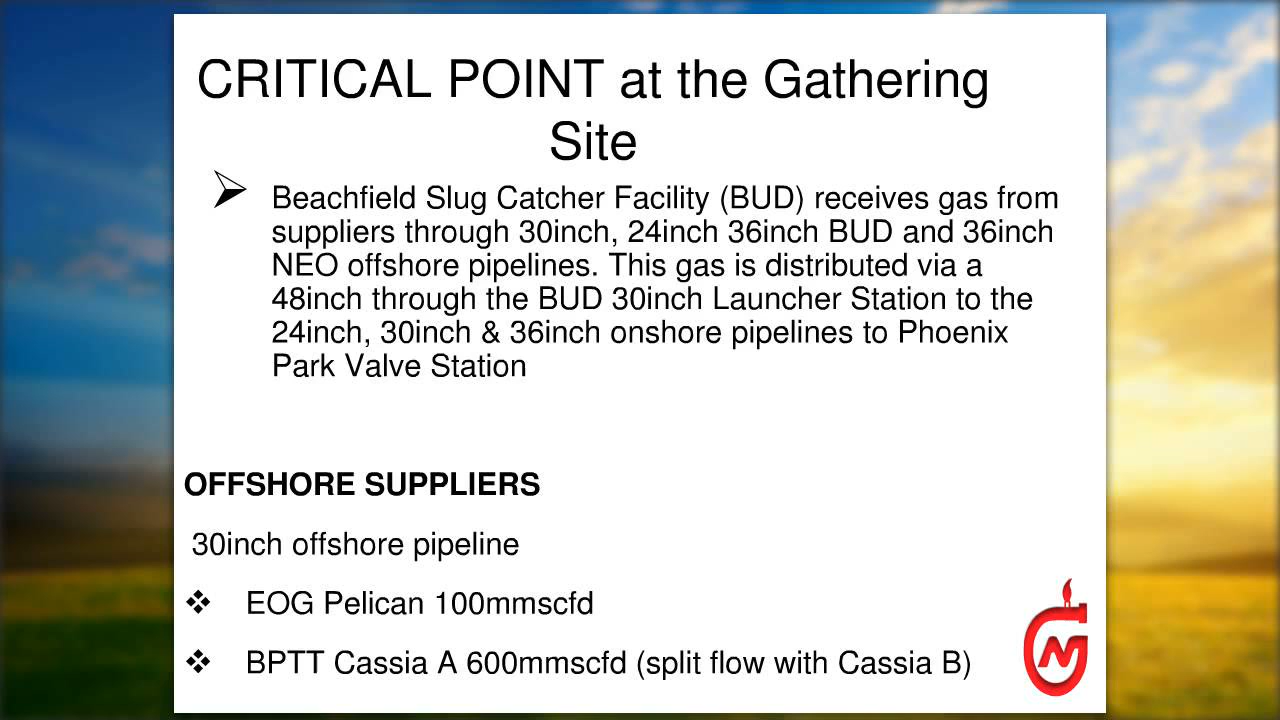 CRITICAL POINT at the Gathering
Site
Beachfield Slug Catcher Facility (BUD) receives gas from
suppliers through 30inch, 24inch 36inch BUD and 36inch
NEO offshore pipelines. This gas is distributed via a
48inch through the BUD 30inch Launcher Station to the
24inch, 30inch & 36inch onshore pipelines to Phoenix
Park Valve Station
OFFSHORE SUPPLIERS
30inch offshore pipeline
EOG Pelican 100mmscfd
BPTT Cassia A 600mmscfd (split flow with Cassia B)